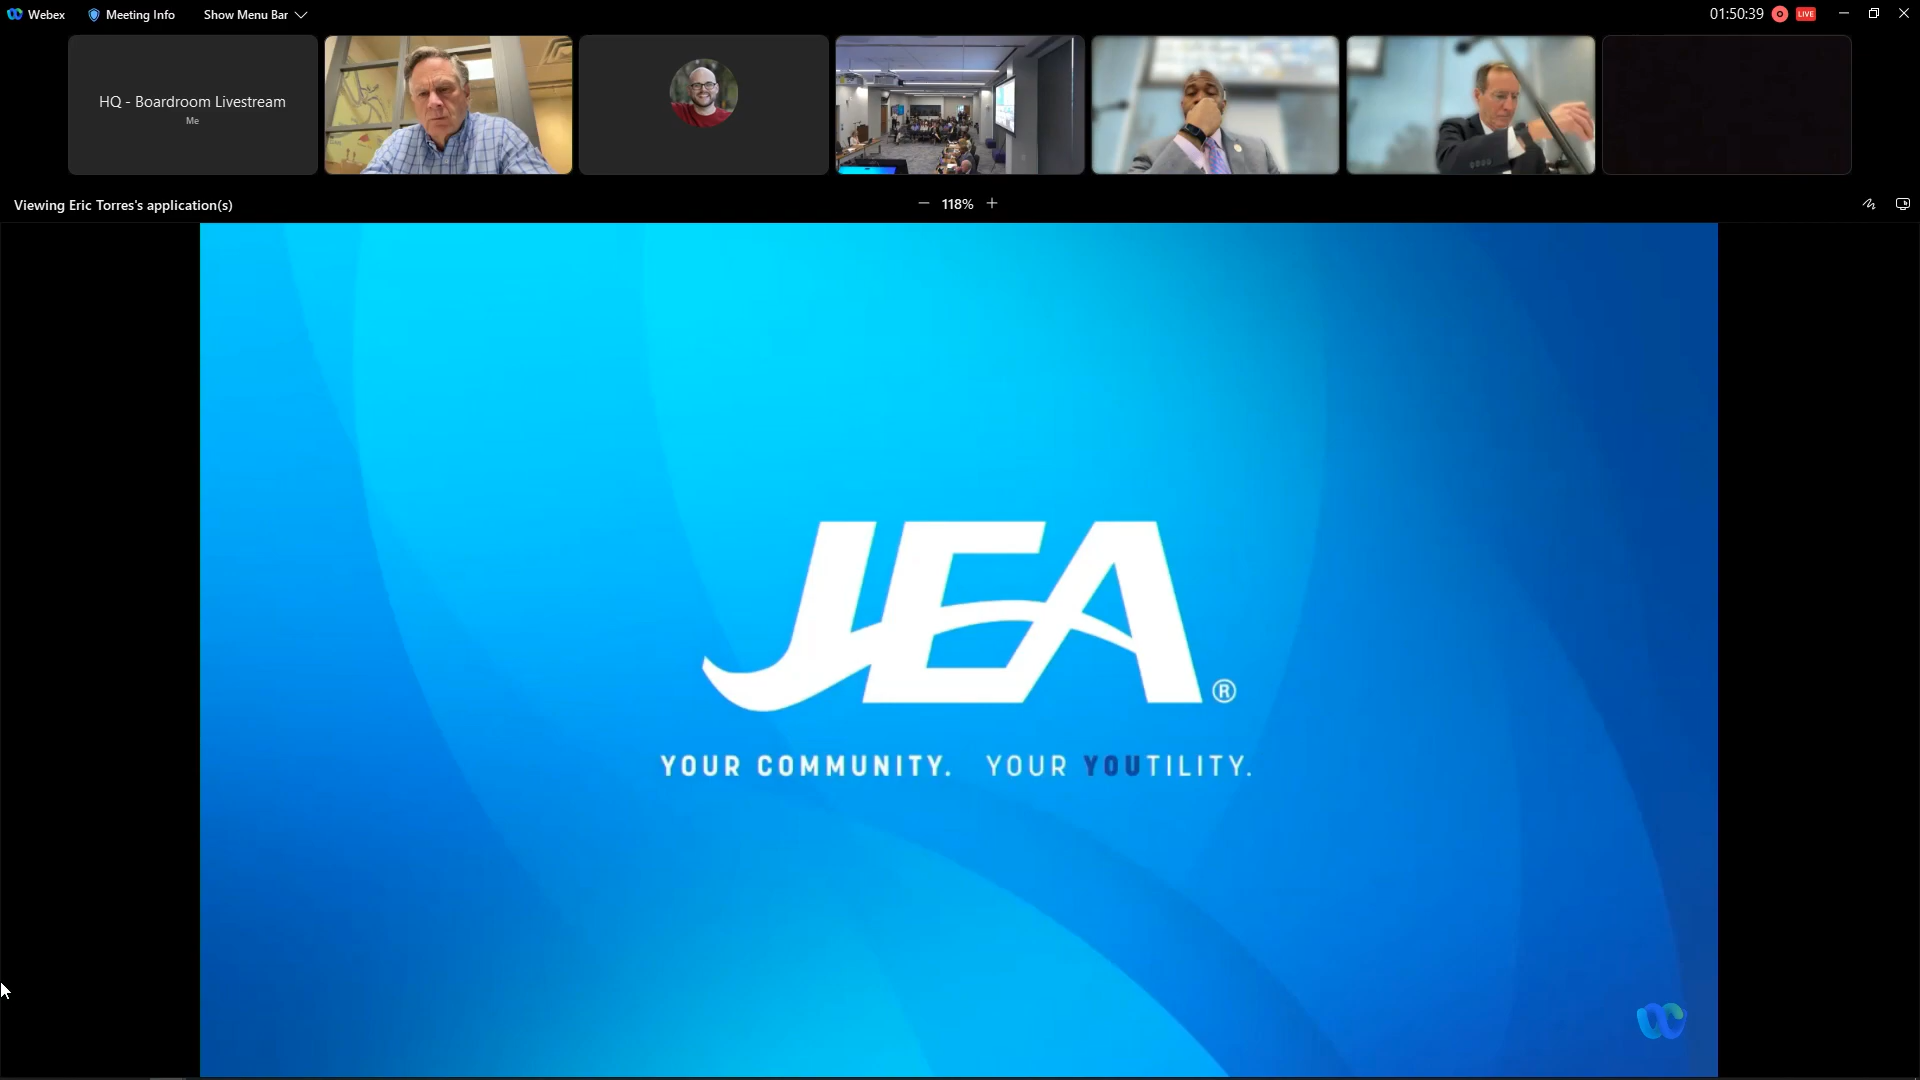 Webex
Meeting Info
Show Menu Bar
01:50:39
LIVE
HQ - Boardroom Livestream
Me
Viewing Eric Torres's application(s)
118%
JEA®
YOUR COMMUNITY. YOUR YOUTILITY.